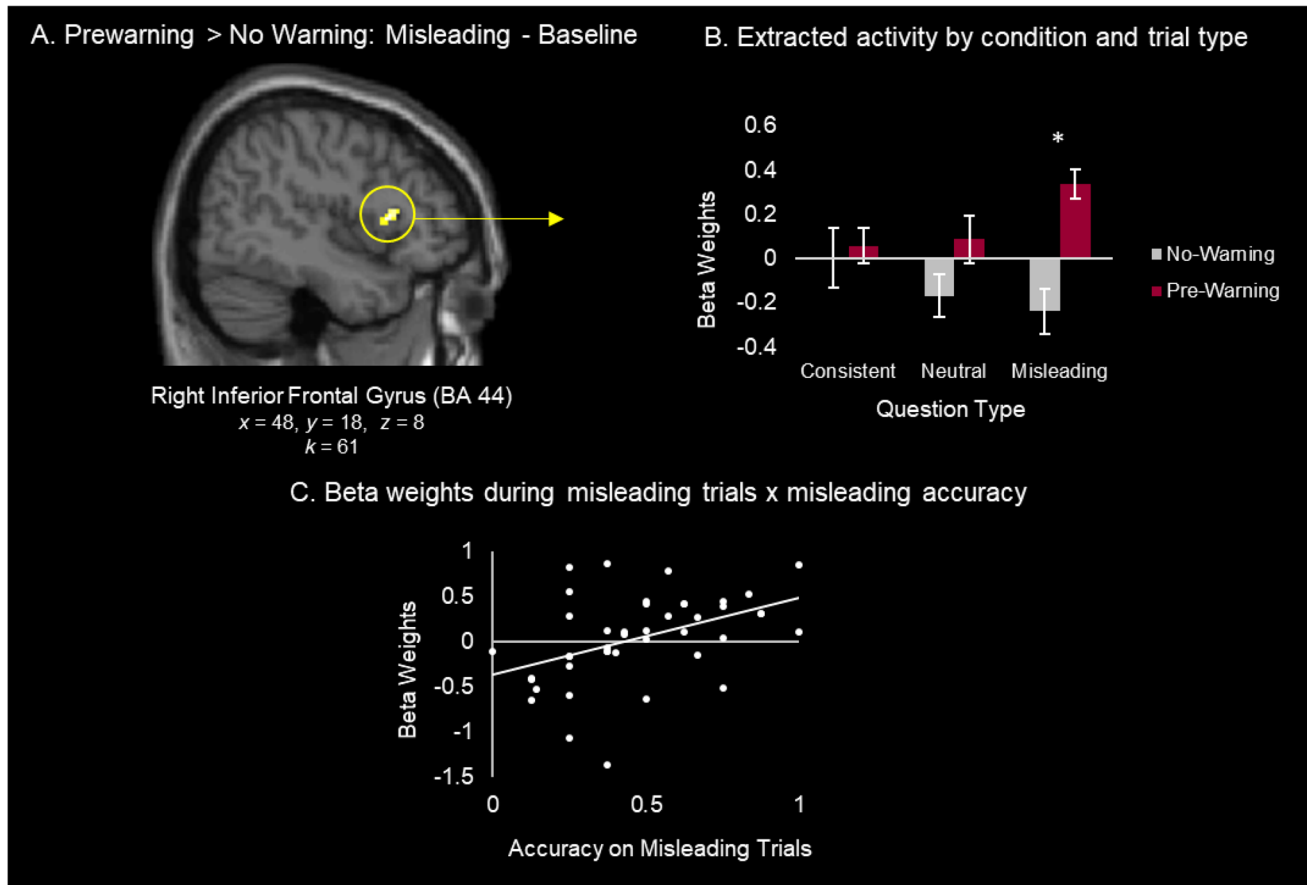 A. Prewarning > No Warning: Misleading - Baseline
Right Inferior Frontal Gyrus (BA 44)
x = 48, y = 18, z = 8
k = 61
B. Extracted activity by condition and trial type
0.6
0.4
0.2
0
-0.2
-0.4
Beta Weights
*
Consistent Neutral Misleading
Question Type
No-Warning
Pre-Warning
C. Beta weights during misleading trials x misleading accuracy
1
0.5
0
-0.5
-1
-1.5
Beta Weights
0 0.5 1
Accuracy on Misleading Trials